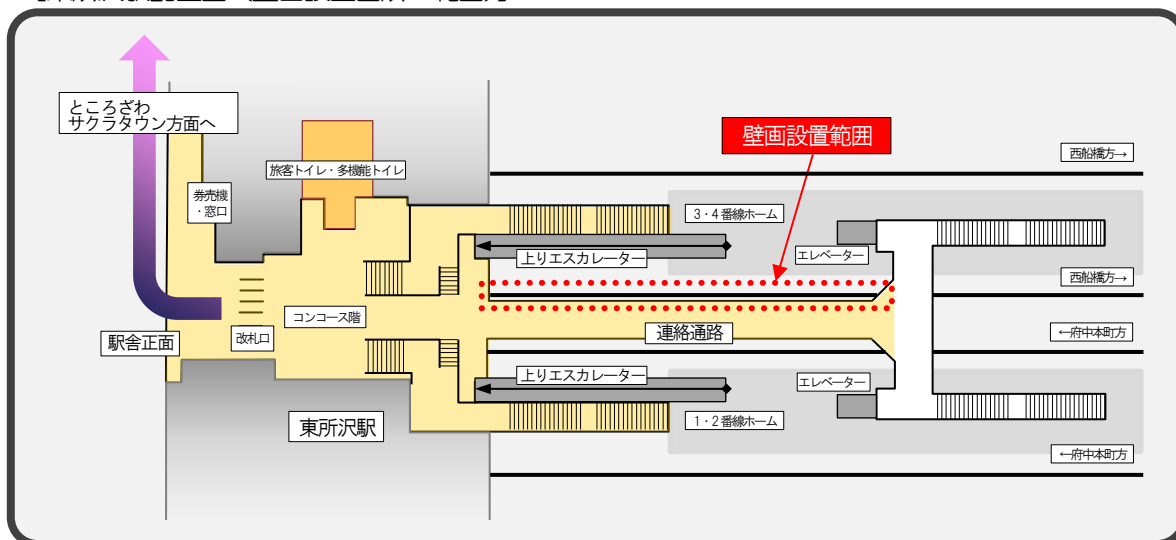 ところざわ
サクラタウン方面へ
壁画設置範囲
西船橋方→
旅客トイレ・多機能トイレ
券売機
・窓口
3・4番線ホーム
エレベーター
上りエスカレーター
西船橋方→
コンコース階
連絡通路
←府中本町方
駅舎正面
改札口
上りエスカレーター
エレベーター
東所沢駅
1・2番線ホーム
←府中本町方